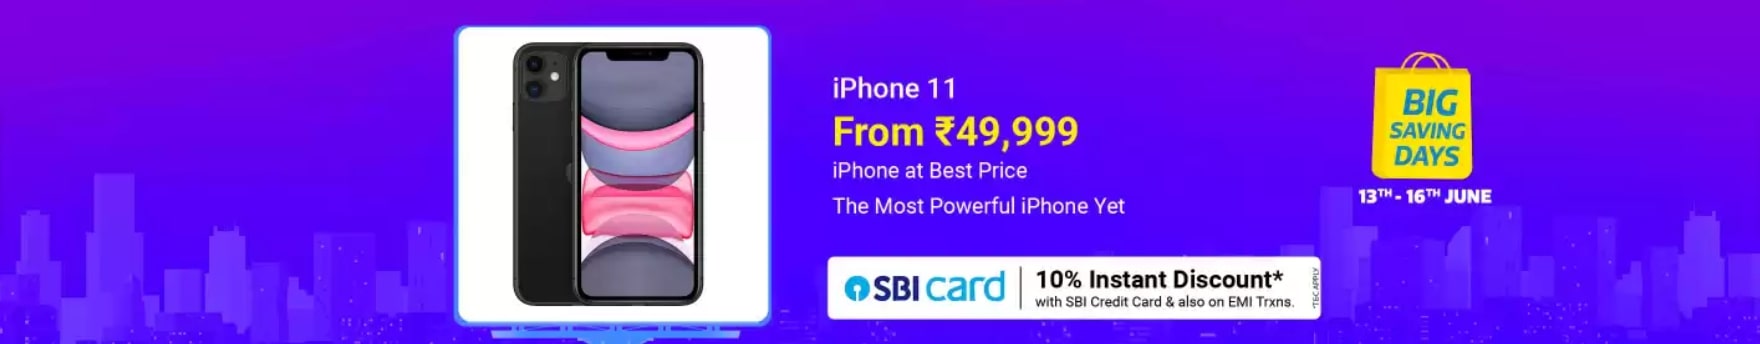 iPhone 11
From ₹49,999
iPhone at Best Price
The Most Powerful iPhone Yet
SBI card
10% Instant Discount*
with SBI Credit Card & also on EMI Trxns.
*T&C APPLY
BIG
SAVING
DAYS
13TH - 16TH JUNE